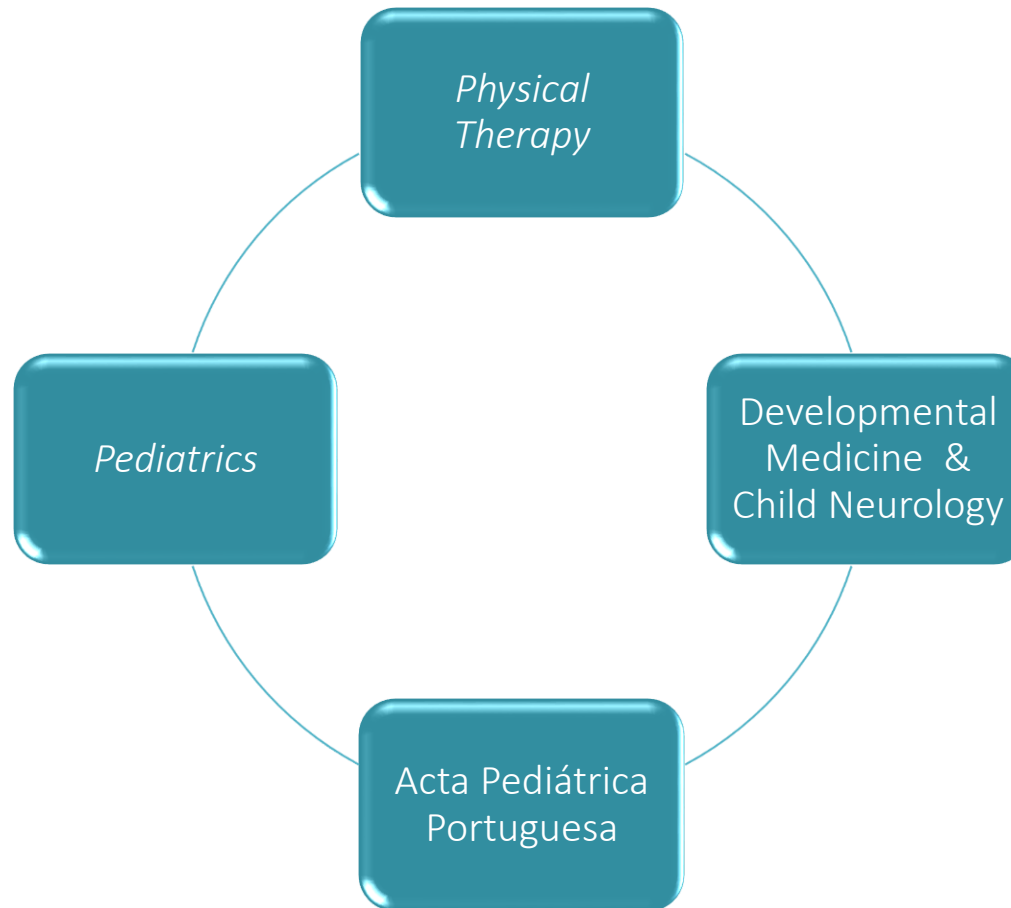 Physical
Therapy
Pediatrics
Developmental
Medicine &
Child Neurology
Acta Pediátrica
Portuguesa